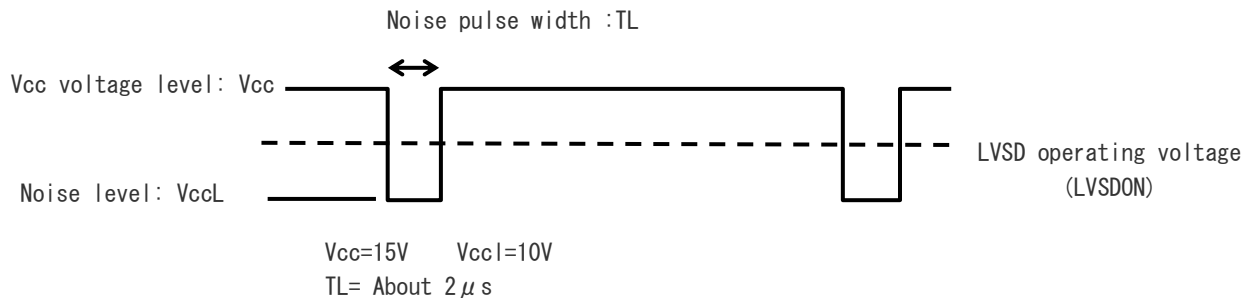 Noise pulse width :TL
Vcc voltage level: Vcc
LVSD operating voltage
(LVSDON)
Noise level: VccL
Vcc=15V Vccl=10V
TL= About 2μs